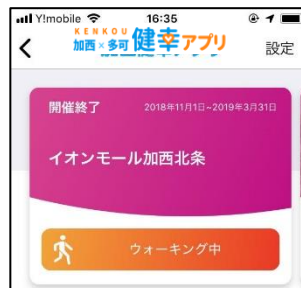 Y!mobile 16:35
KENKOU
加西×多可 健幸アプリ
設定
開催終了 2018年11月1日~2019年3月31日
イオンモール加西北条
ウォーキング中